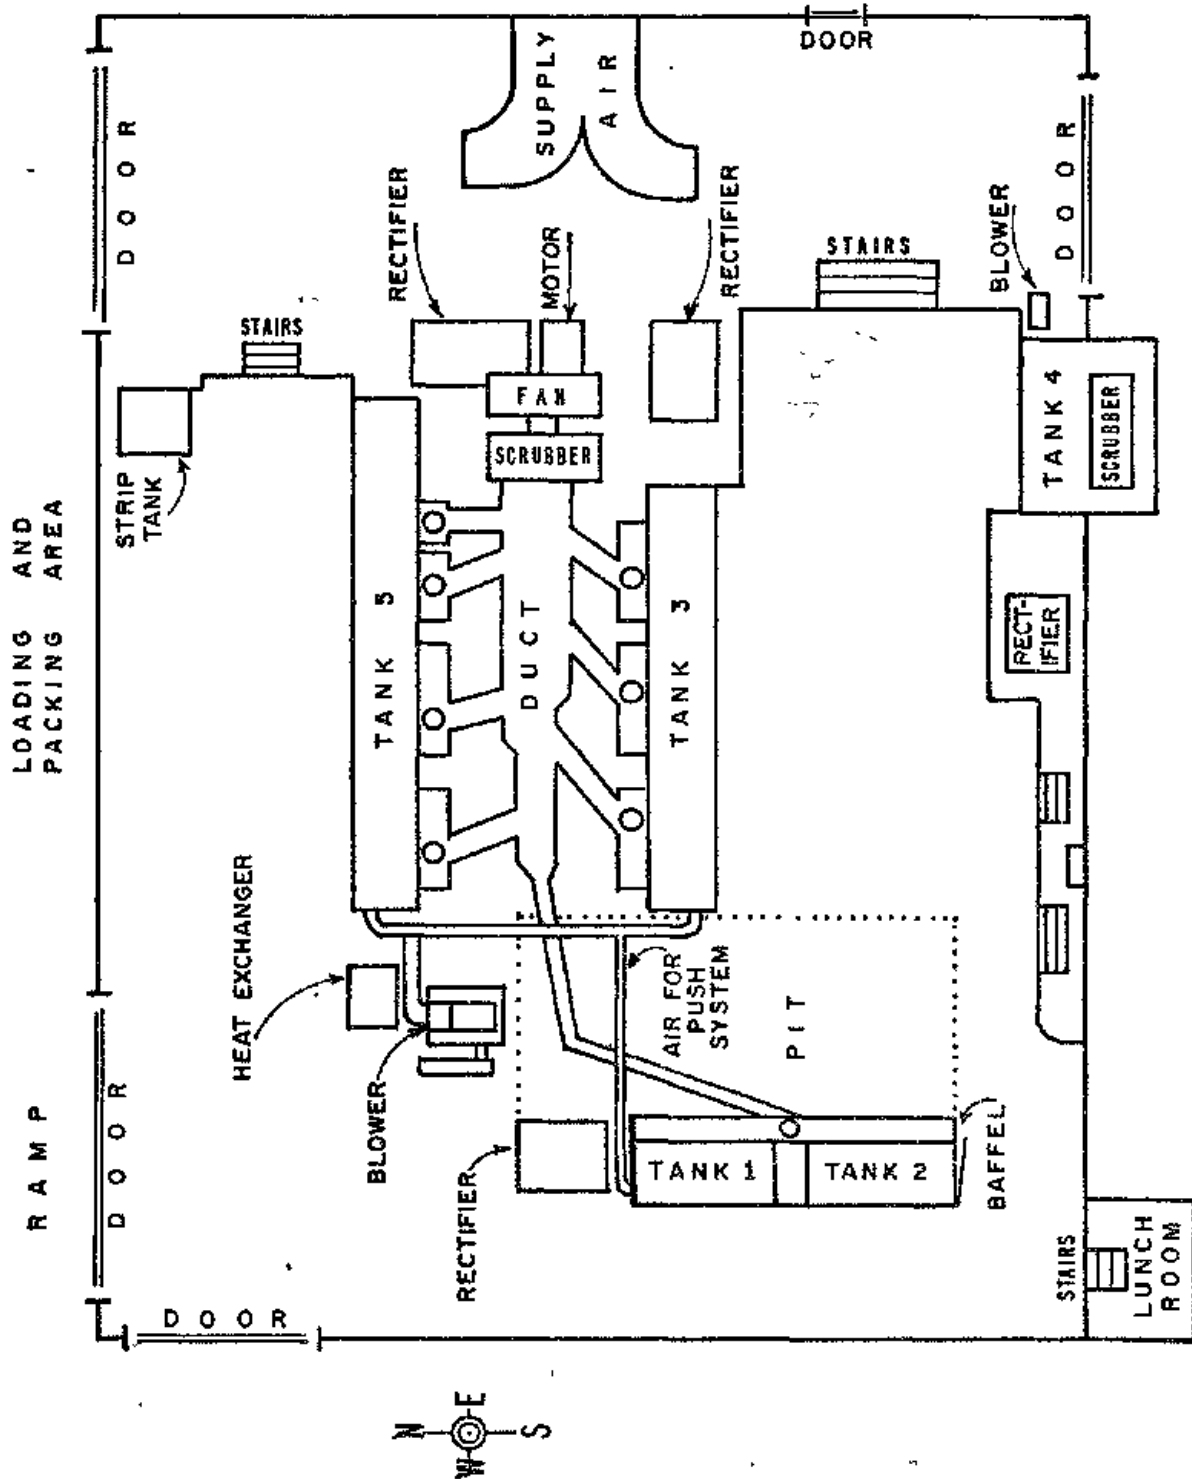 SUPPLY
AIR
DOOR
DOOR
DOOR
RECTIFIER
MOTOR
RECTIFIER
STAIRS
BLOWER
STAIRS
FAN
SCRUBBER
STRIP
TANK
TANK 4
SCRUBBER
LOADING AND
PACKING AREA
TANK 5
DUCT
TANK 3
RECT-
IFIER
HEAT EXCHANGER
AIR FOR
PUSH
SYSTEM
PIT
BLOWER
RAMP
DOOR
RECTIFIER
TANK 1
TANK 2
BAFFEL
STAIRS
LUNCH
ROOM
DOOR
N
E
W
S